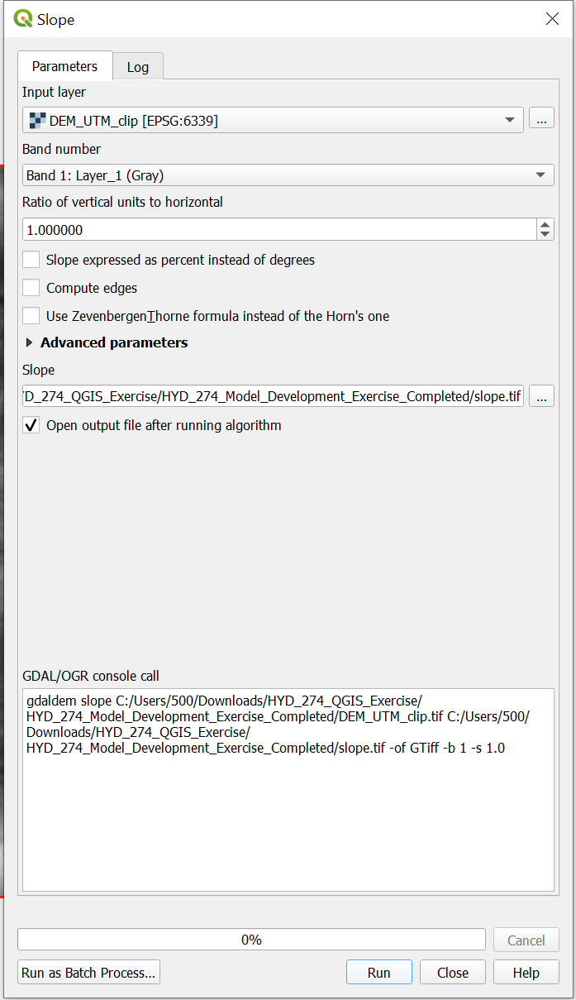 Slope
Parameters
Log
Input layer
DEM_UTM_clip [EPSG:6339]
...
Band number
Band 1: Layer_1 (Gray)
Ratio of vertical units to horizontal
1.000000
Slope expressed as percent instead of degrees
Compute edges
Use ZevenbergenThorne formula instead of the Horn's one
Advanced parameters
Slope
'D_274_QGIS_Exercise/HYD_274_Model_Development_Exercise_Completed/slope.tif
...
Open output file after running algorithm
GDAL/OGR console call
gdaldem slope C:/Users/500/Downloads/HYD_274_QGIS_Exercise/
HYD_274_Model_Development_Exercise_Completed/DEM_UTM_clip.tif C:/Users/500/
Downloads/HYD_274_QGIS_Exercise/
HYD_274_Model_Development_Exercise_Completed/slope.tif -of GTiff -b 1 -s 1.0
0%
Cancel
Run as Batch Process...
Run
Close
Help